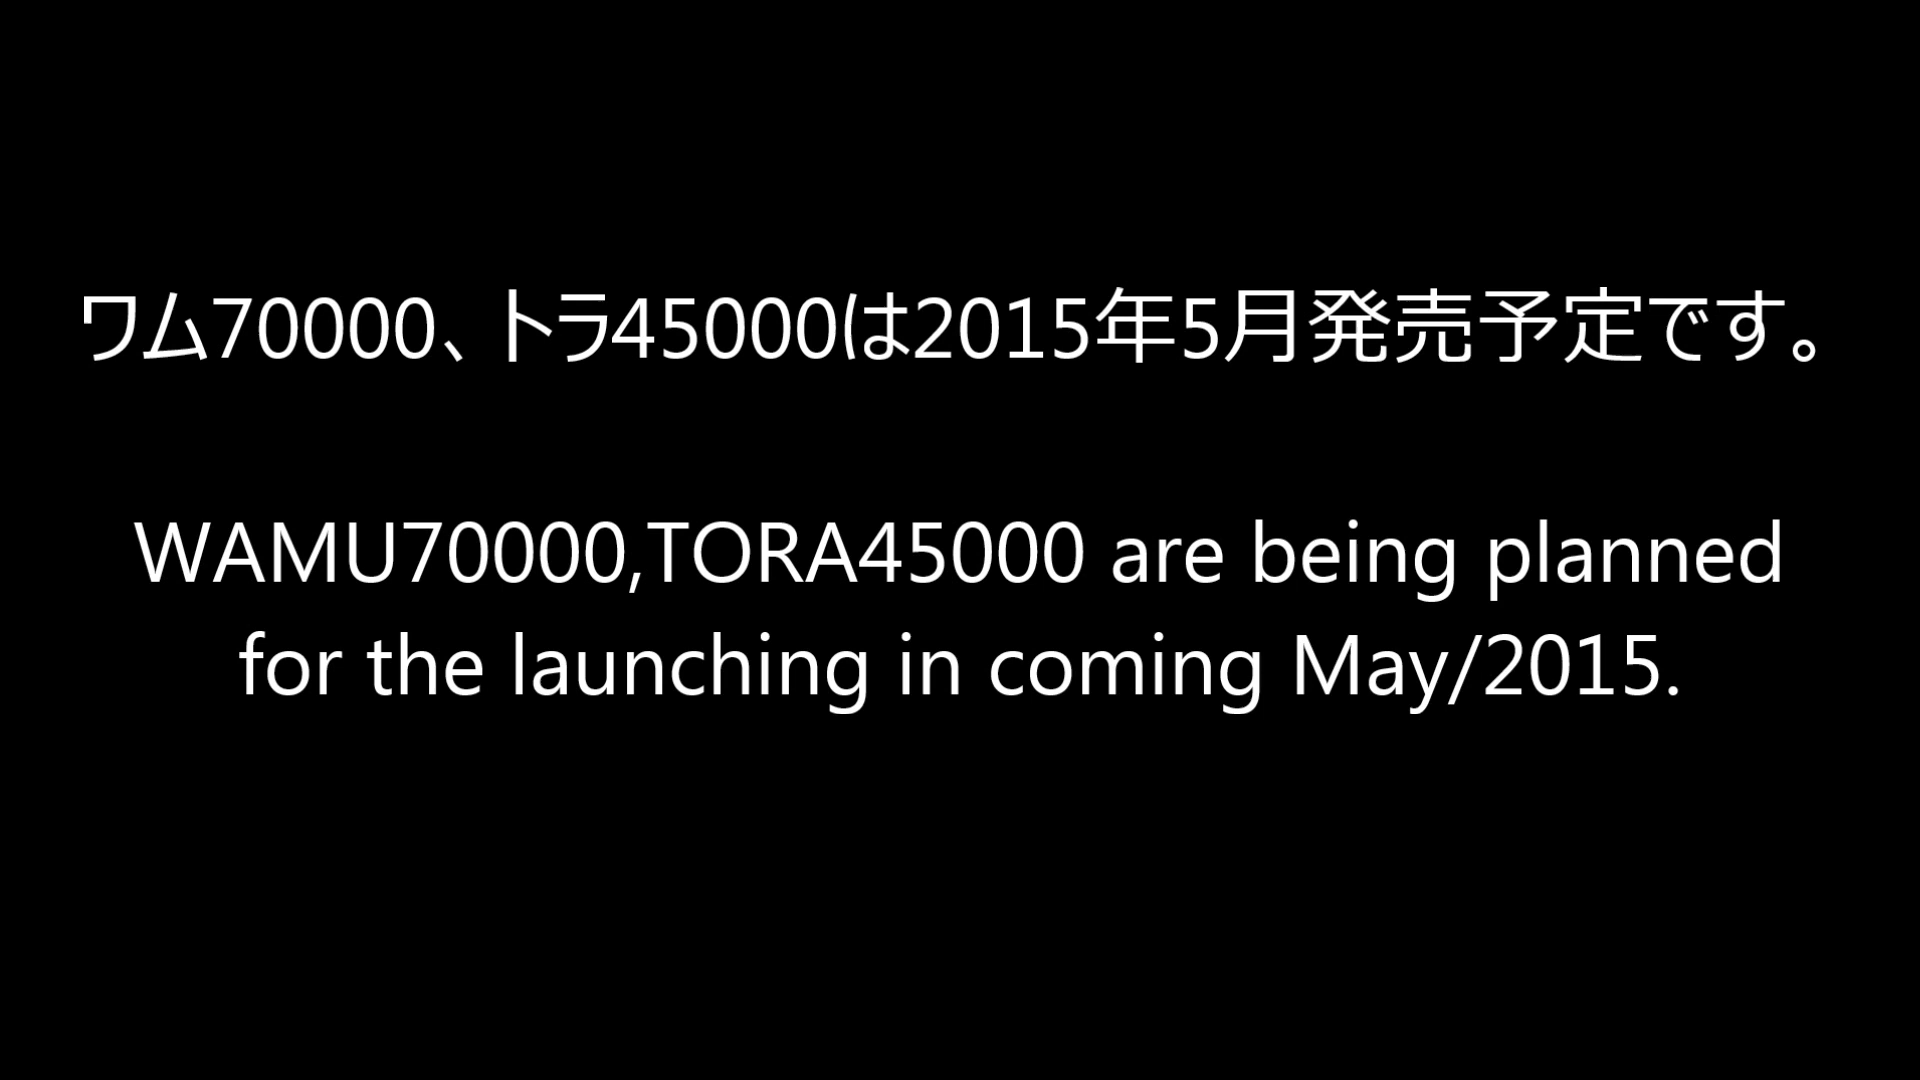 ワム70000、トラ45000は2015年5月発売予定です。
WAMU70000,TORA45000 are being planned
for the launching in coming May/2015.